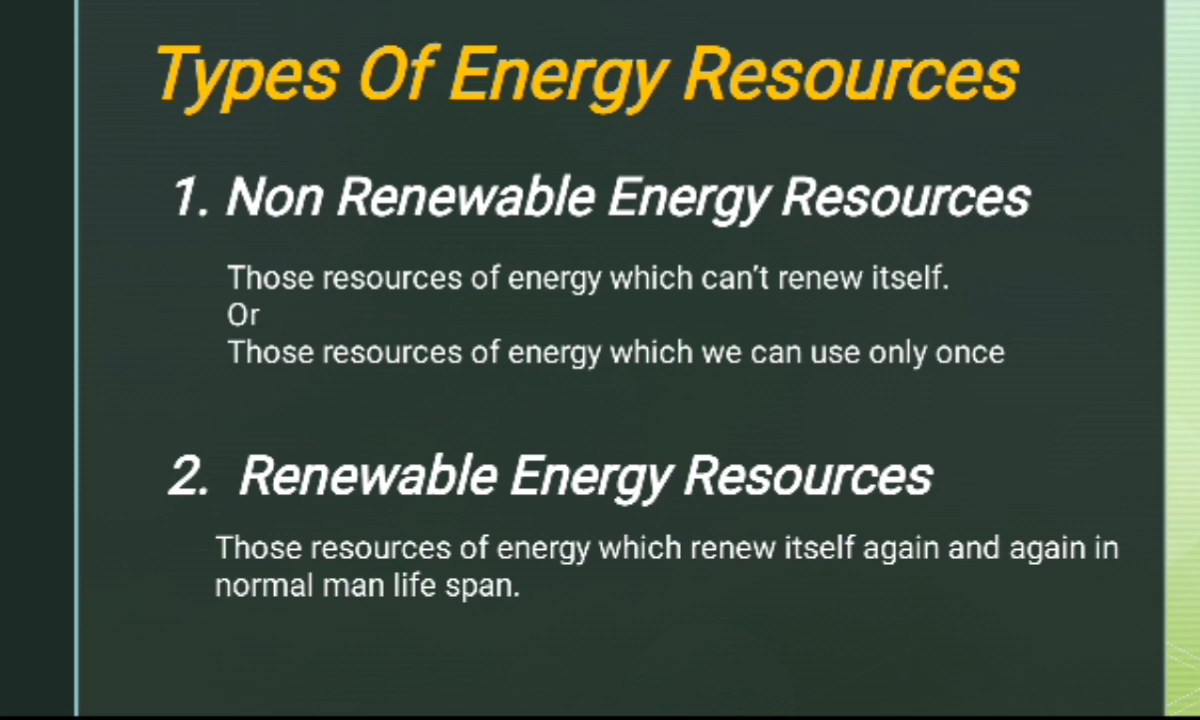 Types Of Energy Resources
1. Non Renewable Energy Resources
Those resources of energy which can't renew itself.
Or
Those resources of energy which we can use only once
2. Renewable Energy Resources
Those resources of energy which renew itself again and again in
normal man life span.